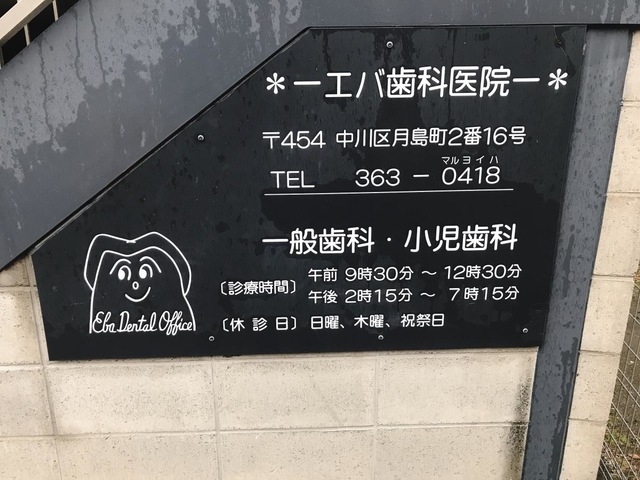 ＊ーエバ歯科医院ー＊
〒454 中川区月島町2番16号
マルヨイハ
TEL 363－0418
一般歯科・小児歯科
〔診療時間〕 午前 9時30分 〜 12時30分
午後 2時15分 〜 7時15分
〔休診日〕 日曜、木曜、祝祭日
Eba Dental Office